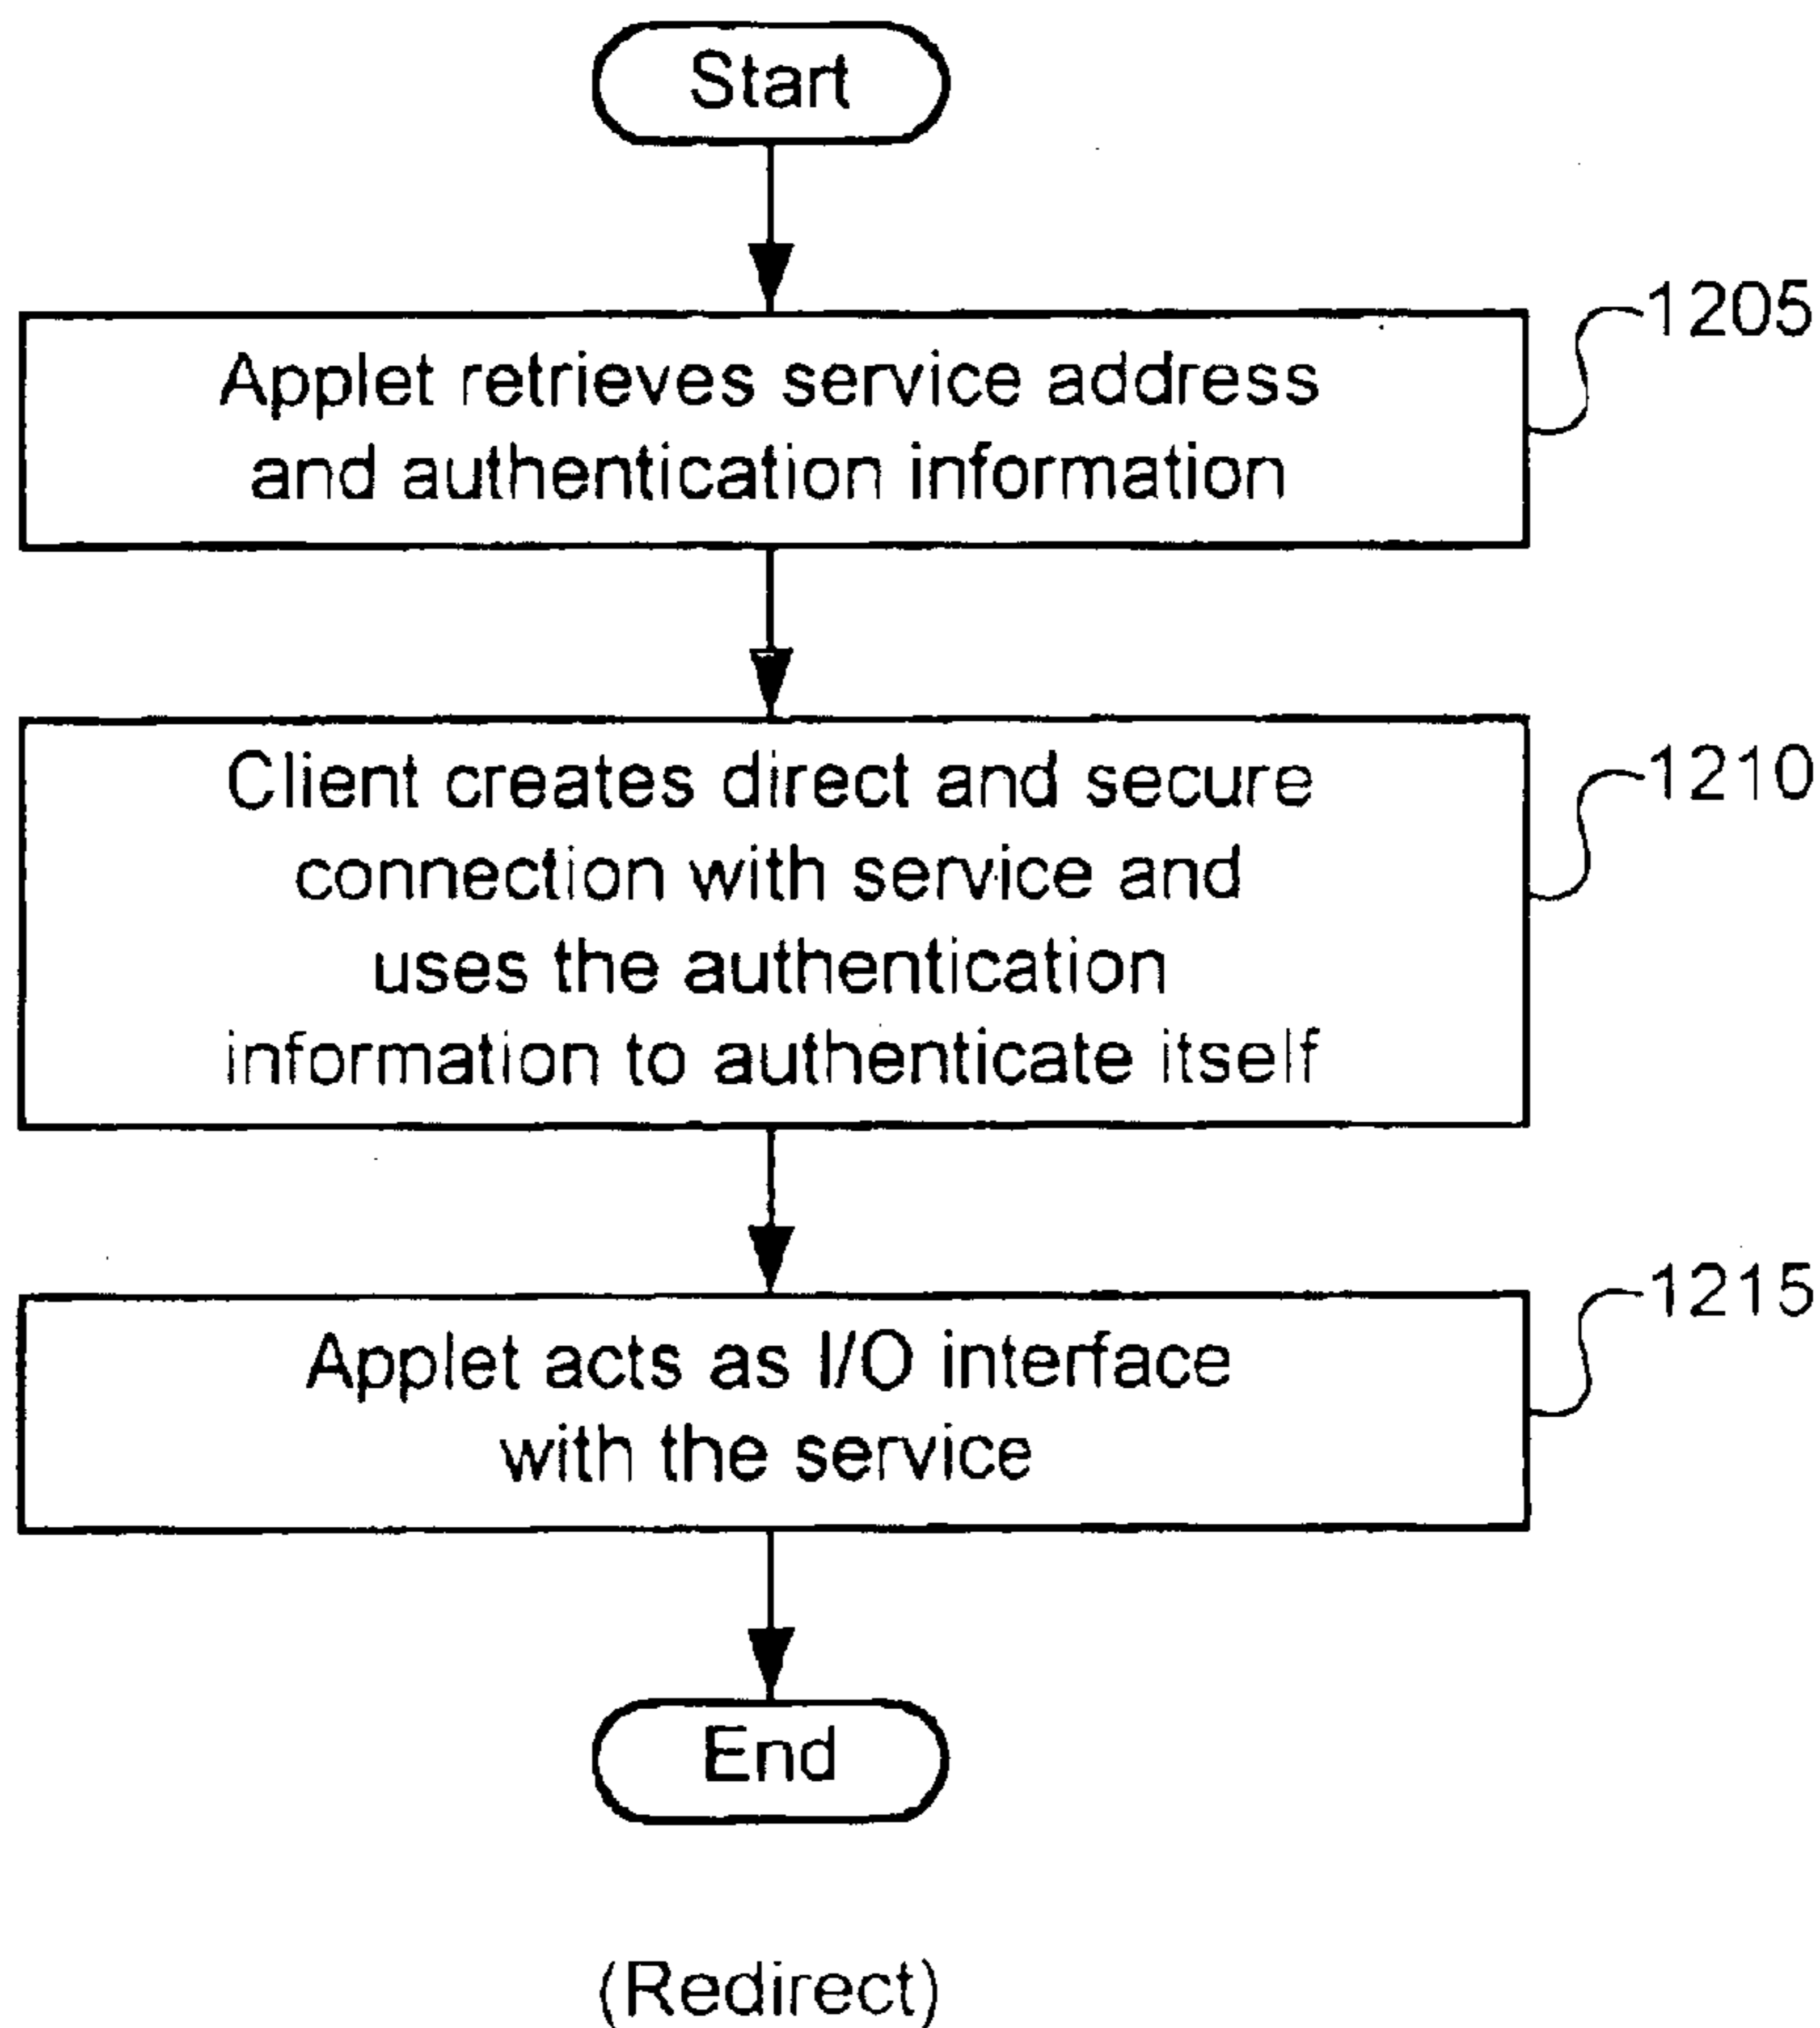 Start
1205
Applet retrieves service address
and authentication information
1210
Client creates direct and secure
connection with service and
uses the authentication
information to authenticate itself
1215
Applet acts as I/O interface
with the service
End
(Redirect)